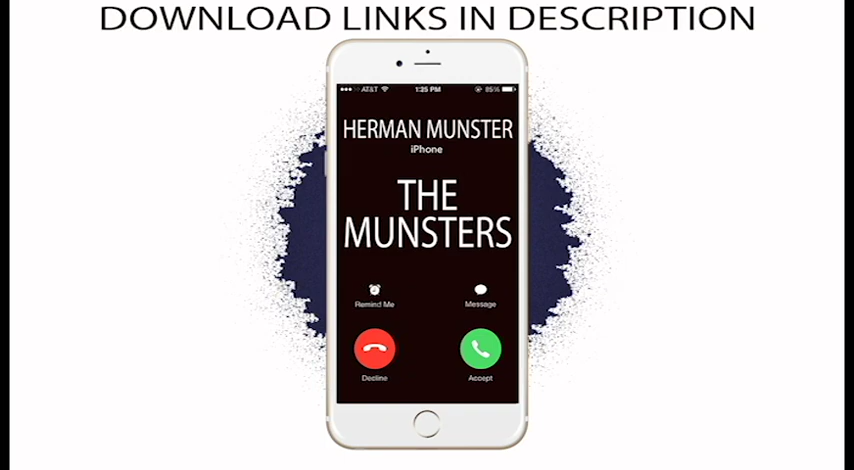 DOWNLOAD LINKS IN DESCRIPTION
AT&T 1:25 PM 85%
HERMAN MUNSTER
iPhone
THE
MUNSTERS
Remind Me Message
Decline Accept